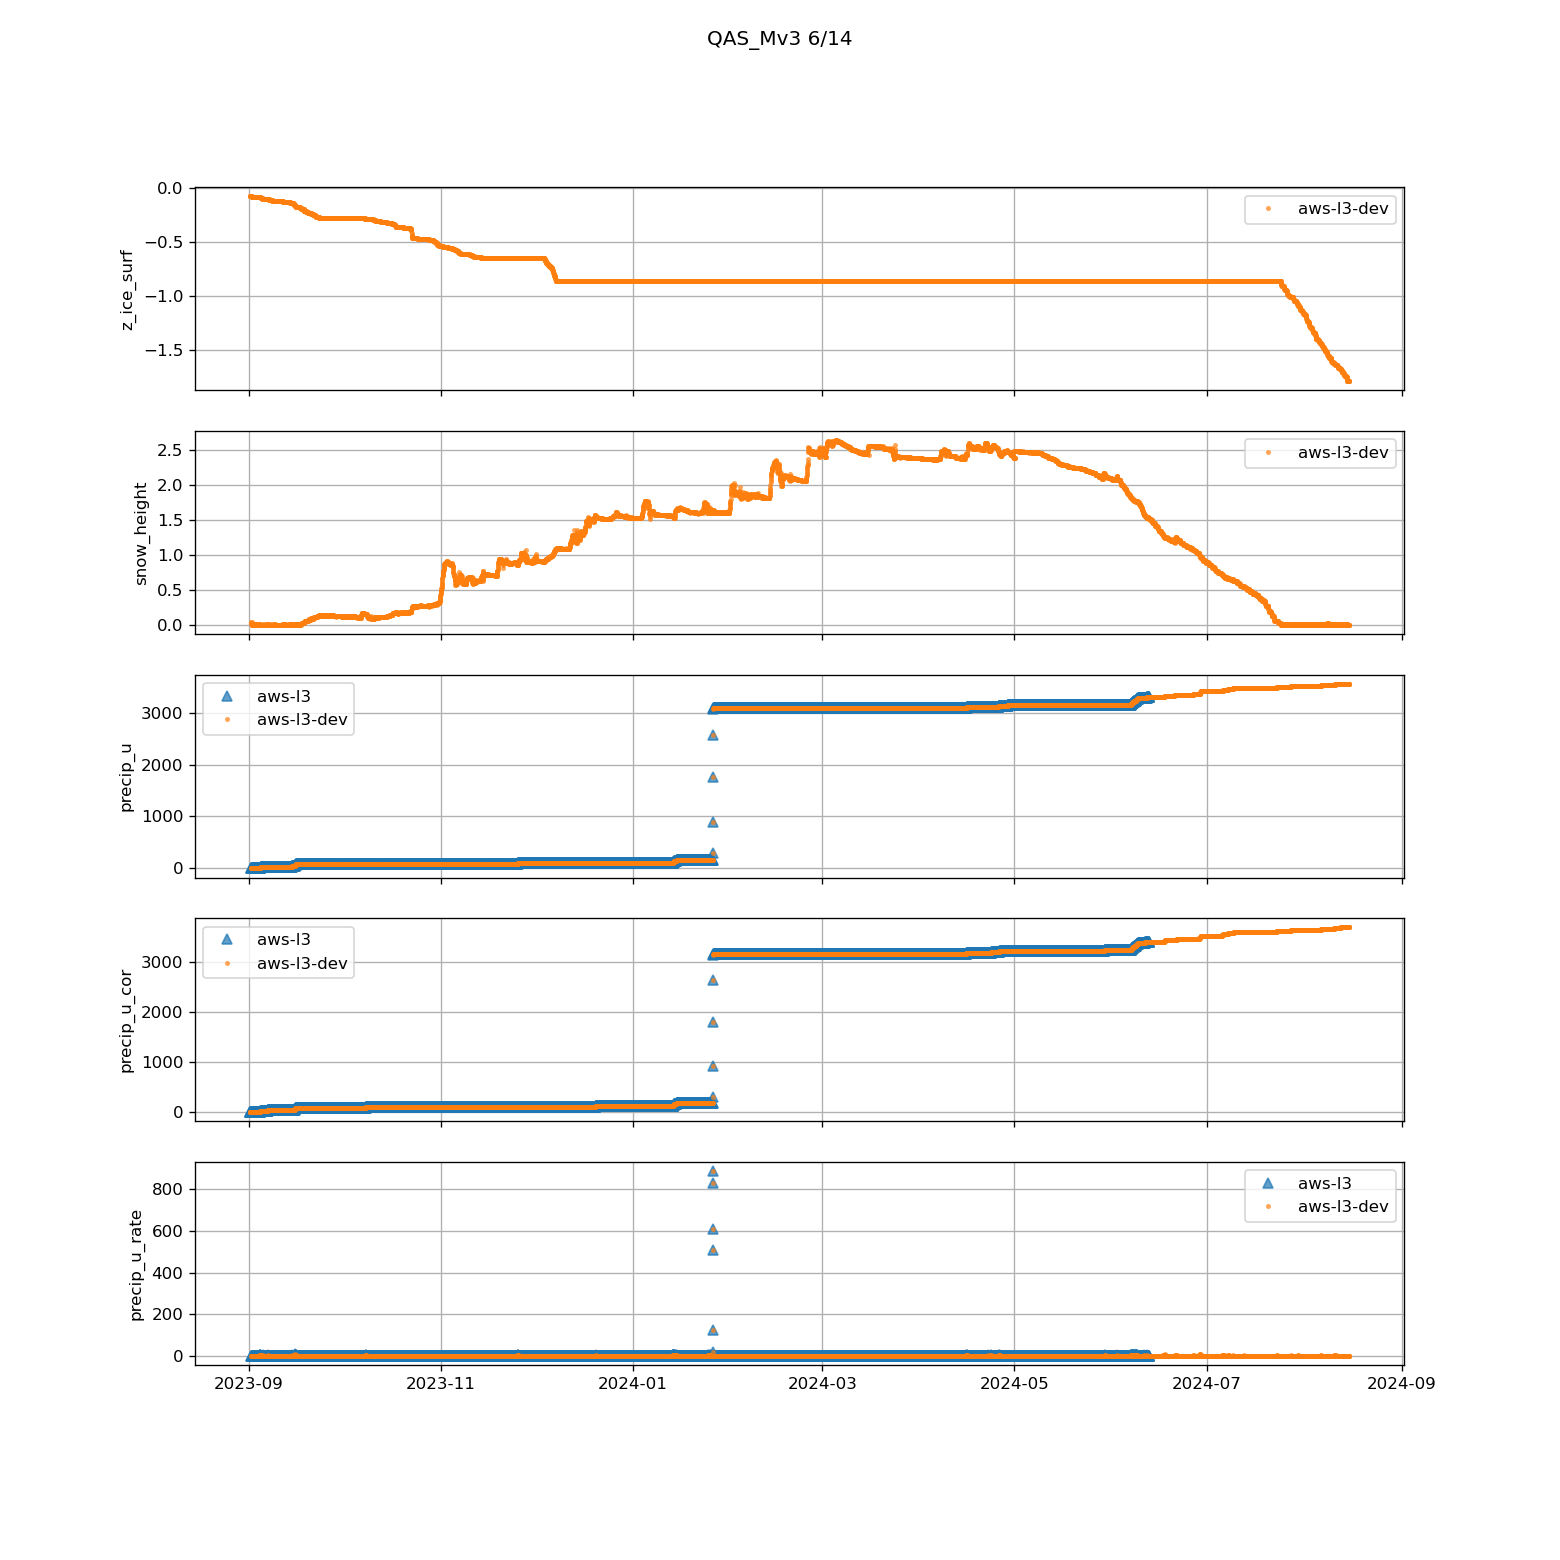 QAS_Mv3 6/14
0.0
−0.5
−1.0
−1.5
z_ice_surf
aws-l3-dev
2.5
2.0
1.5
1.0
0.5
0.0
snow_height
aws-l3-dev
3000
2000
1000
0
precip_u
aws-l3
aws-l3-dev
3000
2000
1000
0
precip_u_cor
aws-l3
aws-l3-dev
800
600
400
200
0
precip_u_rate
aws-l3
aws-l3-dev
2023-09
2023-11
2024-01
2024-03
2024-05
2024-07
2024-09